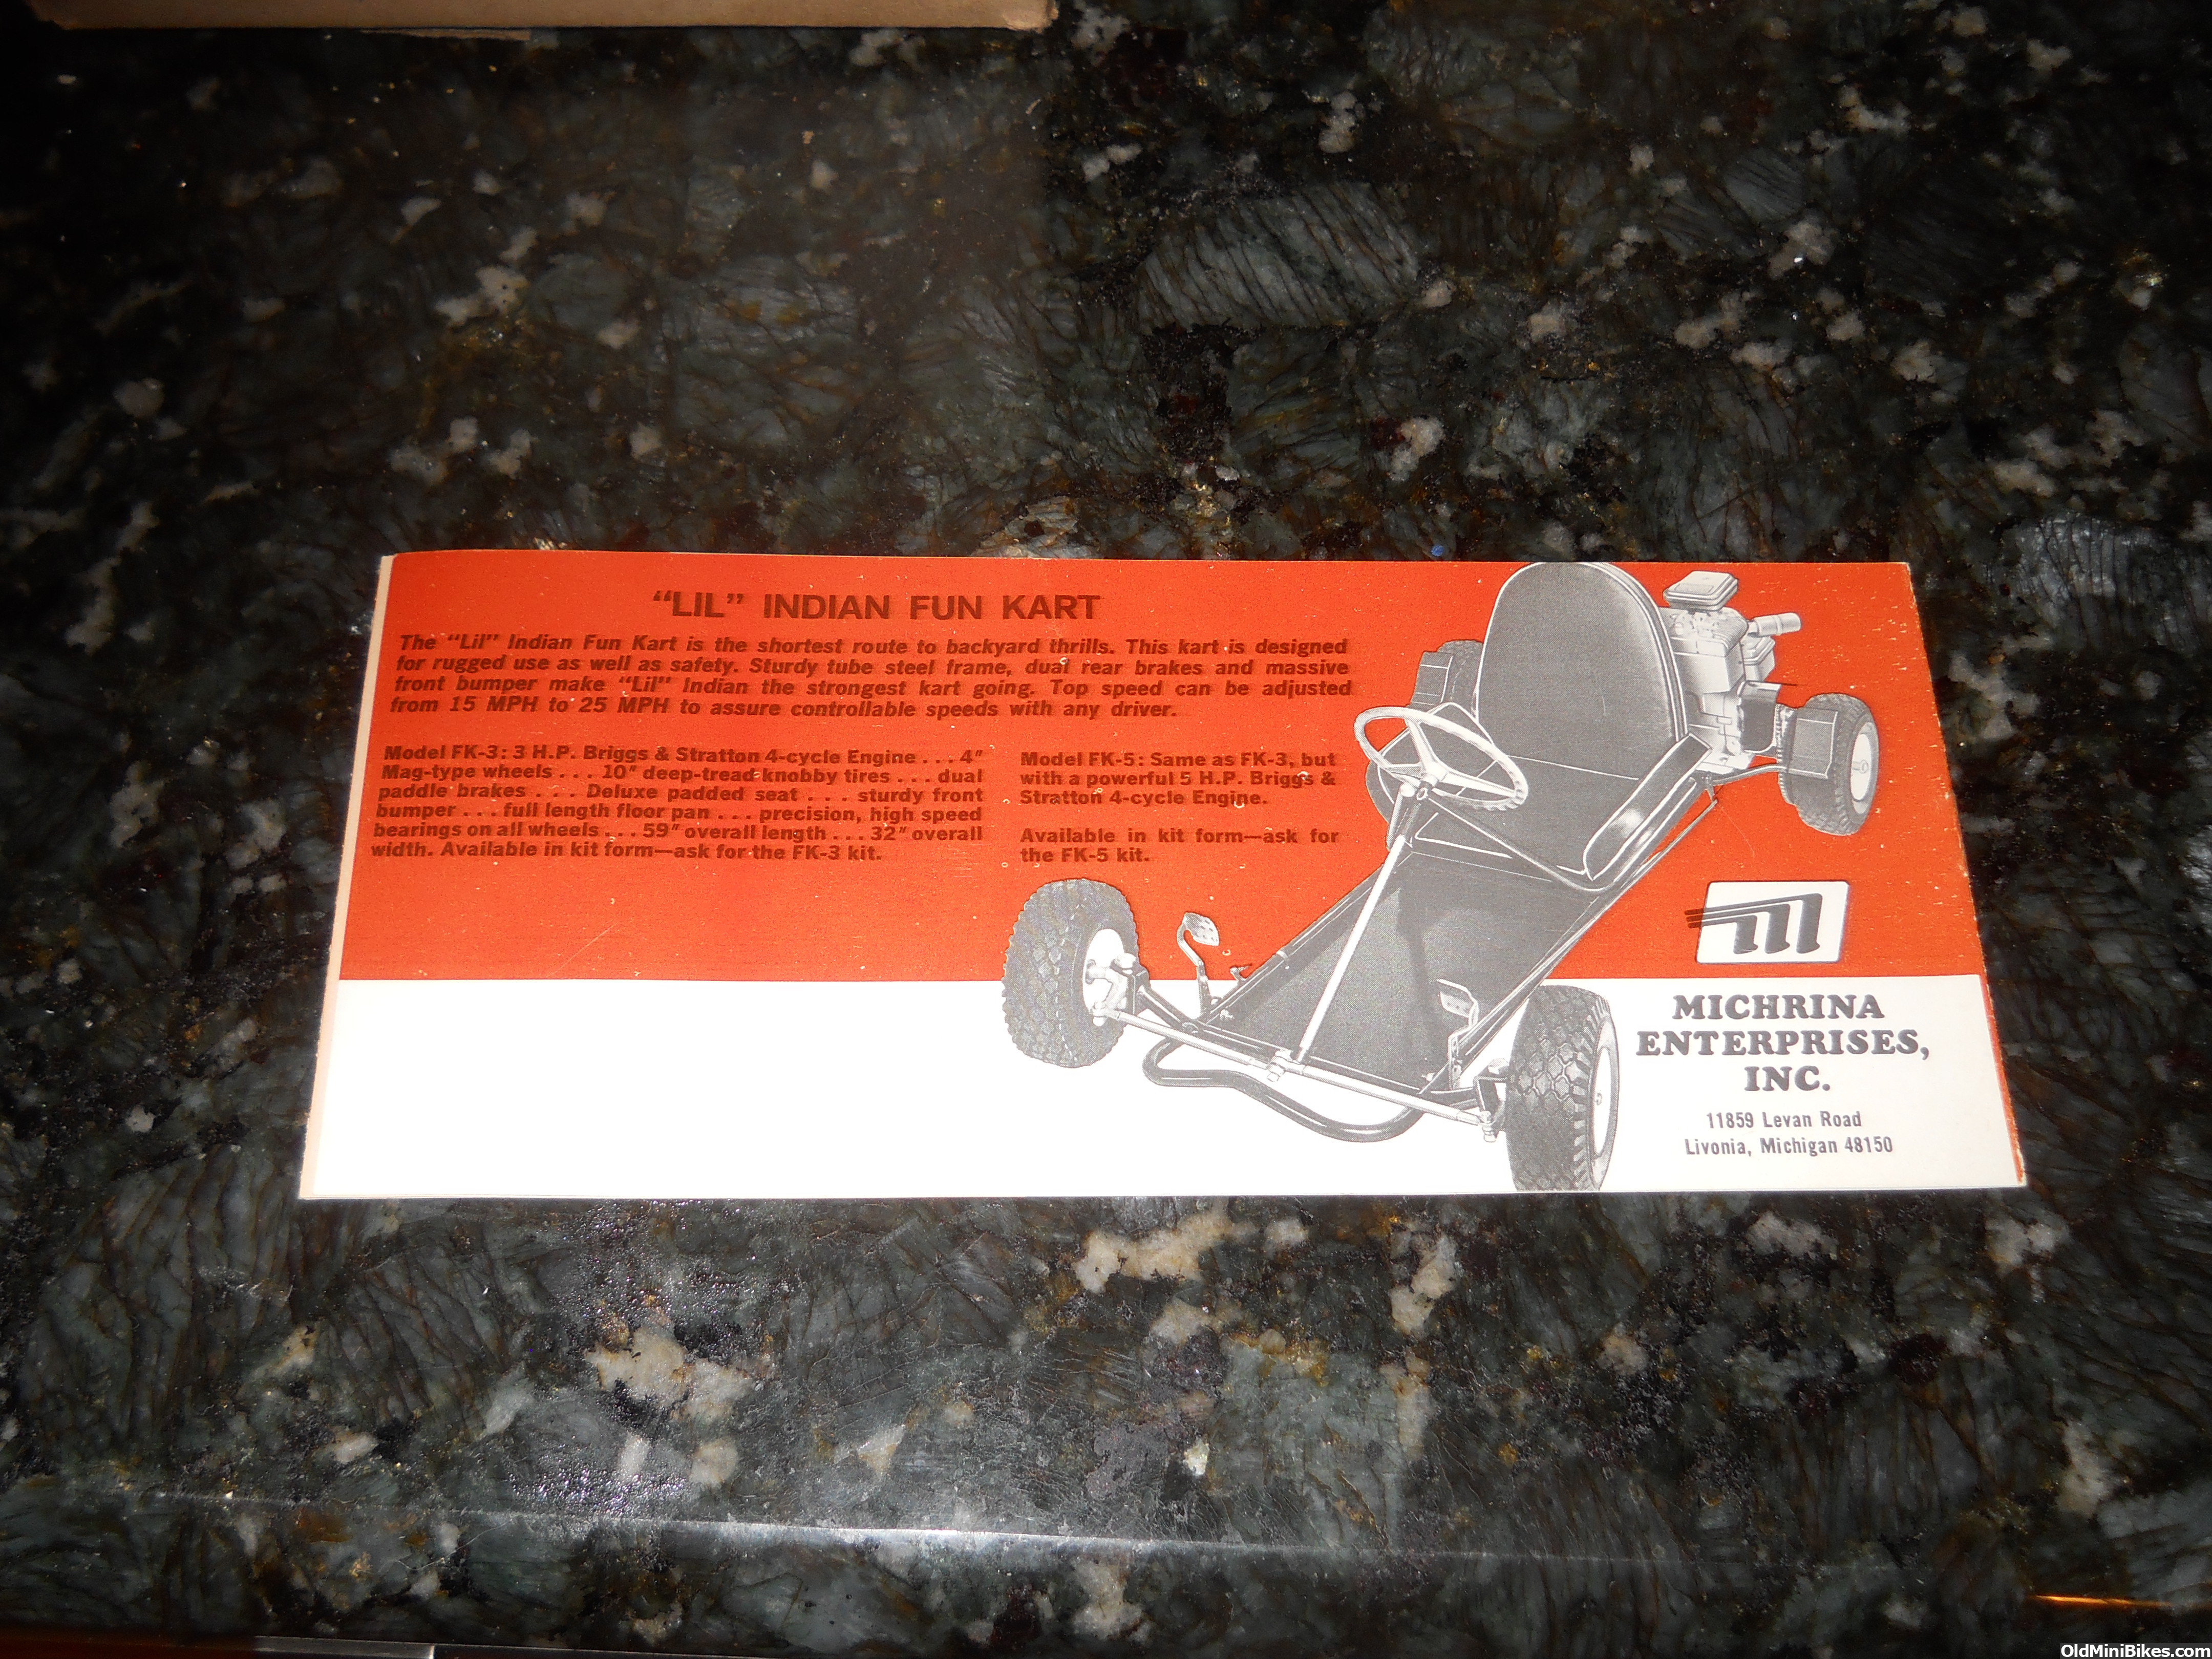 “LIL” INDIAN FUN KART
The “Lil” Indian Fun Kart is the shortest route to backyard thrills. This kart is designed
for rugged use as well as safety. Sturdy tube steel frame, dual rear brakes and massive
front bumper make “Lil” Indian the strongest kart going. Top speed can be adjusted
from 15 MPH to 25 MPH to assure controllable speeds with any driver.
Model FK-3: 3 H.P. Briggs & Stratton 4-cycle Engine . . . 4″
Mag-type wheels . . . 10″ deep-tread knobby tires . . . dual
paddle brakes . . . Deluxe padded seat . . . sturdy front
bumper . . . full length floor pan . . . precision, high speed
bearings on all wheels . . . 59″ overall length . . . 32″ overall
width. Available in kit form—ask for the FK-3 kit.
Model FK-5: Same as FK-3, but
with a powerful 5 H.P. Briggs &
Stratton 4-cycle Engine.
Available in kit form—ask for
the FK-5 kit.
MICHRINA
ENTERPRISES,
INC.
11859 Levan Road
Livonia, Michigan 48150
OldMiniBikes.com